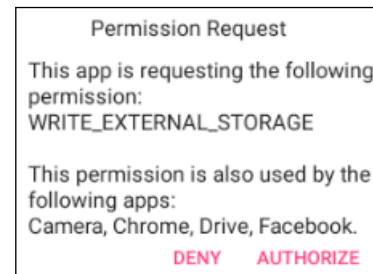 Permission Request
This app is requesting the following
permission:
WRITE_EXTERNAL_STORAGE
This permission is also used by the
following apps:
Camera, Chrome, Drive, Facebook.
DENY AUTHORIZE